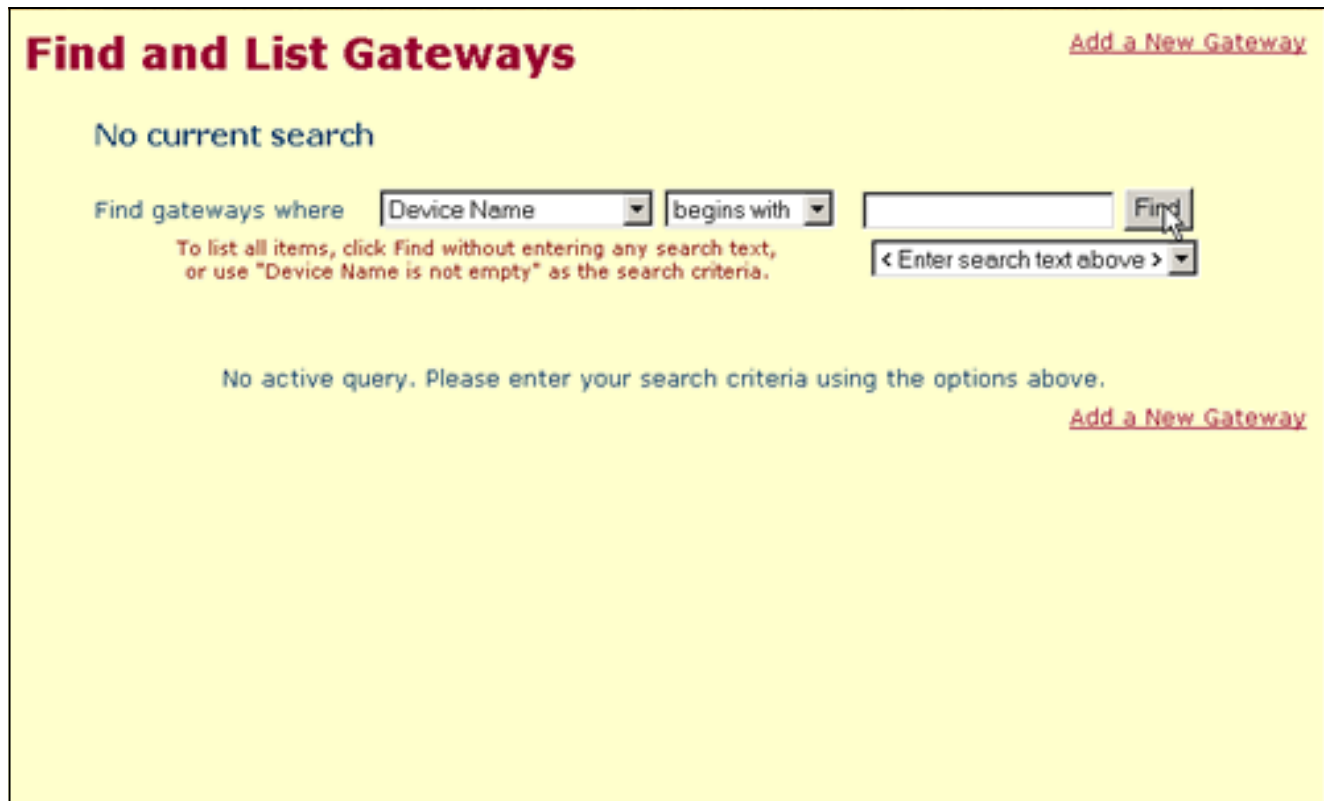 Find and List Gateways
Add a New Gateway
No current search
Find gateways where Device Name begins with Find
To list all items, click Find without entering any search text,
or use "Device Name is not empty" as the search criteria.
< Enter search text above >
No active query. Please enter your search criteria using the options above.
Add a New Gateway